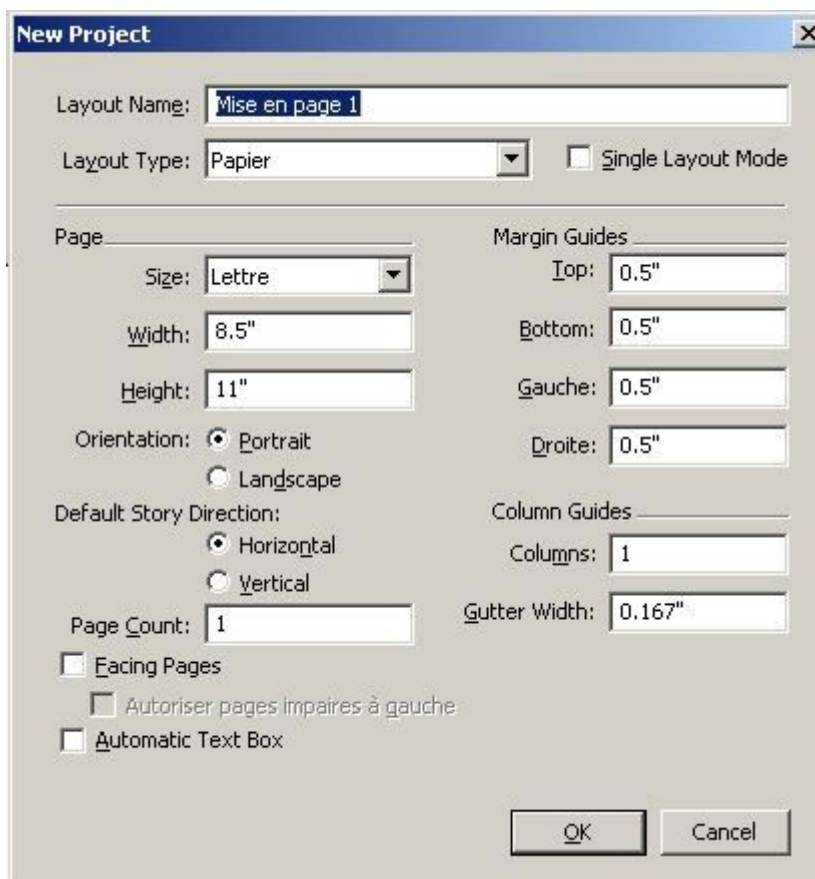 New Project
Layout Name: Mise en page 1
Layout Type: Papier
Single Layout Mode
Page
Size: Lettre
Width: 8.5"
Height: 11"
Orientation: Portrait
Landscape
Default Story Direction:
Horizontal
Vertical
Page Count: 1
Facing Pages
Autoriser pages impaires à gauche
Automatic Text Box
Margin Guides
Top: 0.5"
Bottom: 0.5"
Gauche: 0.5"
Droite: 0.5"
Column Guides
Columns: 1
Gutter Width: 0.167"
OK
Cancel